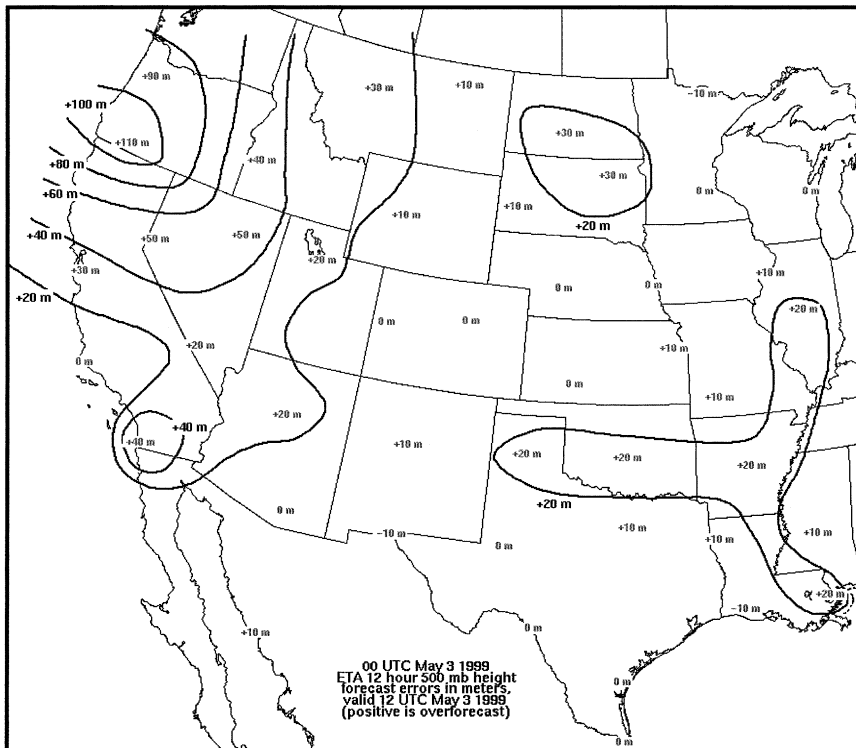 +90 m
+30 m
+10 m
-10 m
+100 m
+110 m
+30 m
+80 m
+40 m
+30 m
+60 m
0 m
0 m
+10 m
+10 m
+20 m
+40 m
+50 m
+50 m
+20 m
+30 m
+10 m
+20 m
0 m
0 m
+20 m
0 m
0 m
+20 m
+10 m
0 m
0 m
+10 m
+20 m
+40 m
+40 m
+10 m
+20 m
+20 m
+20 m
+20 m
0 m
-10 m
0 m
+10 m
+10 m
+10 m
+20 m
-10 m
+10 m
0 m
0 m
0 m
00 UTC May 3 1999
ETA 12 hour 500 mb height
forecast errors in meters,
valid 12 UTC May 3 1999
(positive is overforecast)